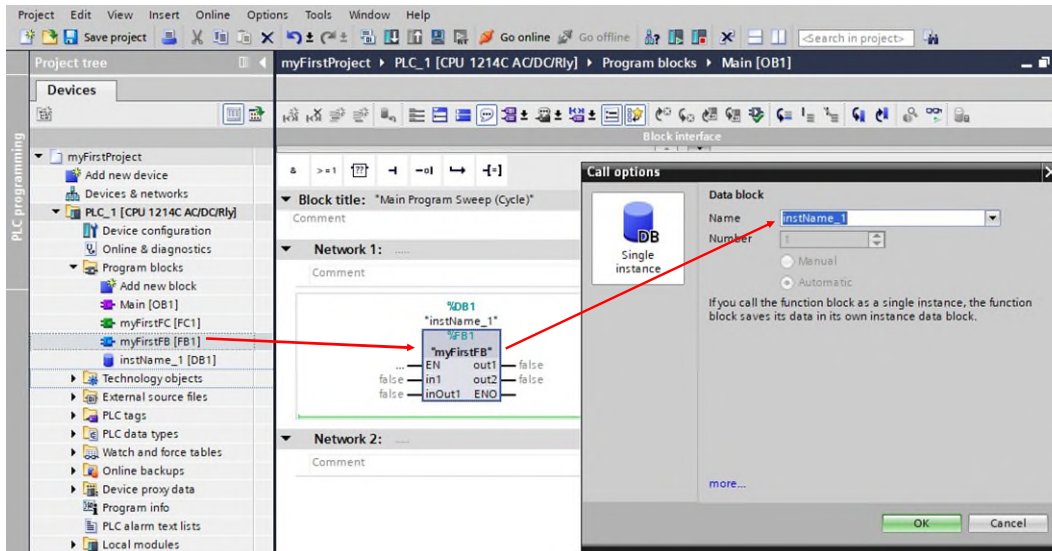 Project Edit View Insert Online Options Tools Window Help
Save project Go online Go offline <Search in project>
Project tree
myFirstProject ▸ PLC_1 [CPU 1214C AC/DC/Rly] ▸ Program blocks ▸ Main [OB1]
Devices
PLC programming
Block interface
myFirstProject
Add new device
Devices & networks
PLC_1 [CPU 1214C AC/DC/Rly]
Device configuration
Online & diagnostics
Program blocks
Add new block
Main [OB1]
myFirstFC [FC1]
myFirstFB [FB1]
instName_1 [DB1]
Technology objects
External source files
PLC tags
PLC data types
Watch and force tables
Online backups
Device proxy data
Program info
PLC alarm text lists
Local modules
& >=1 ??
Block title: "Main Program Sweep (Cycle)"
Comment
Network 1: .....
Comment
%DB1
"instName_1"
%FB1
"myFirstFB"
... EN out1 false
false in1 out2 false
false inOut1 ENO
Network 2: .....
Comment
Call options
Data block
Name instName_1
Number 1
Manual
Automatic
DB
Single
instance
If you call the function block as a single instance, the function
block saves its data in its own instance data block.
more...
OK Cancel